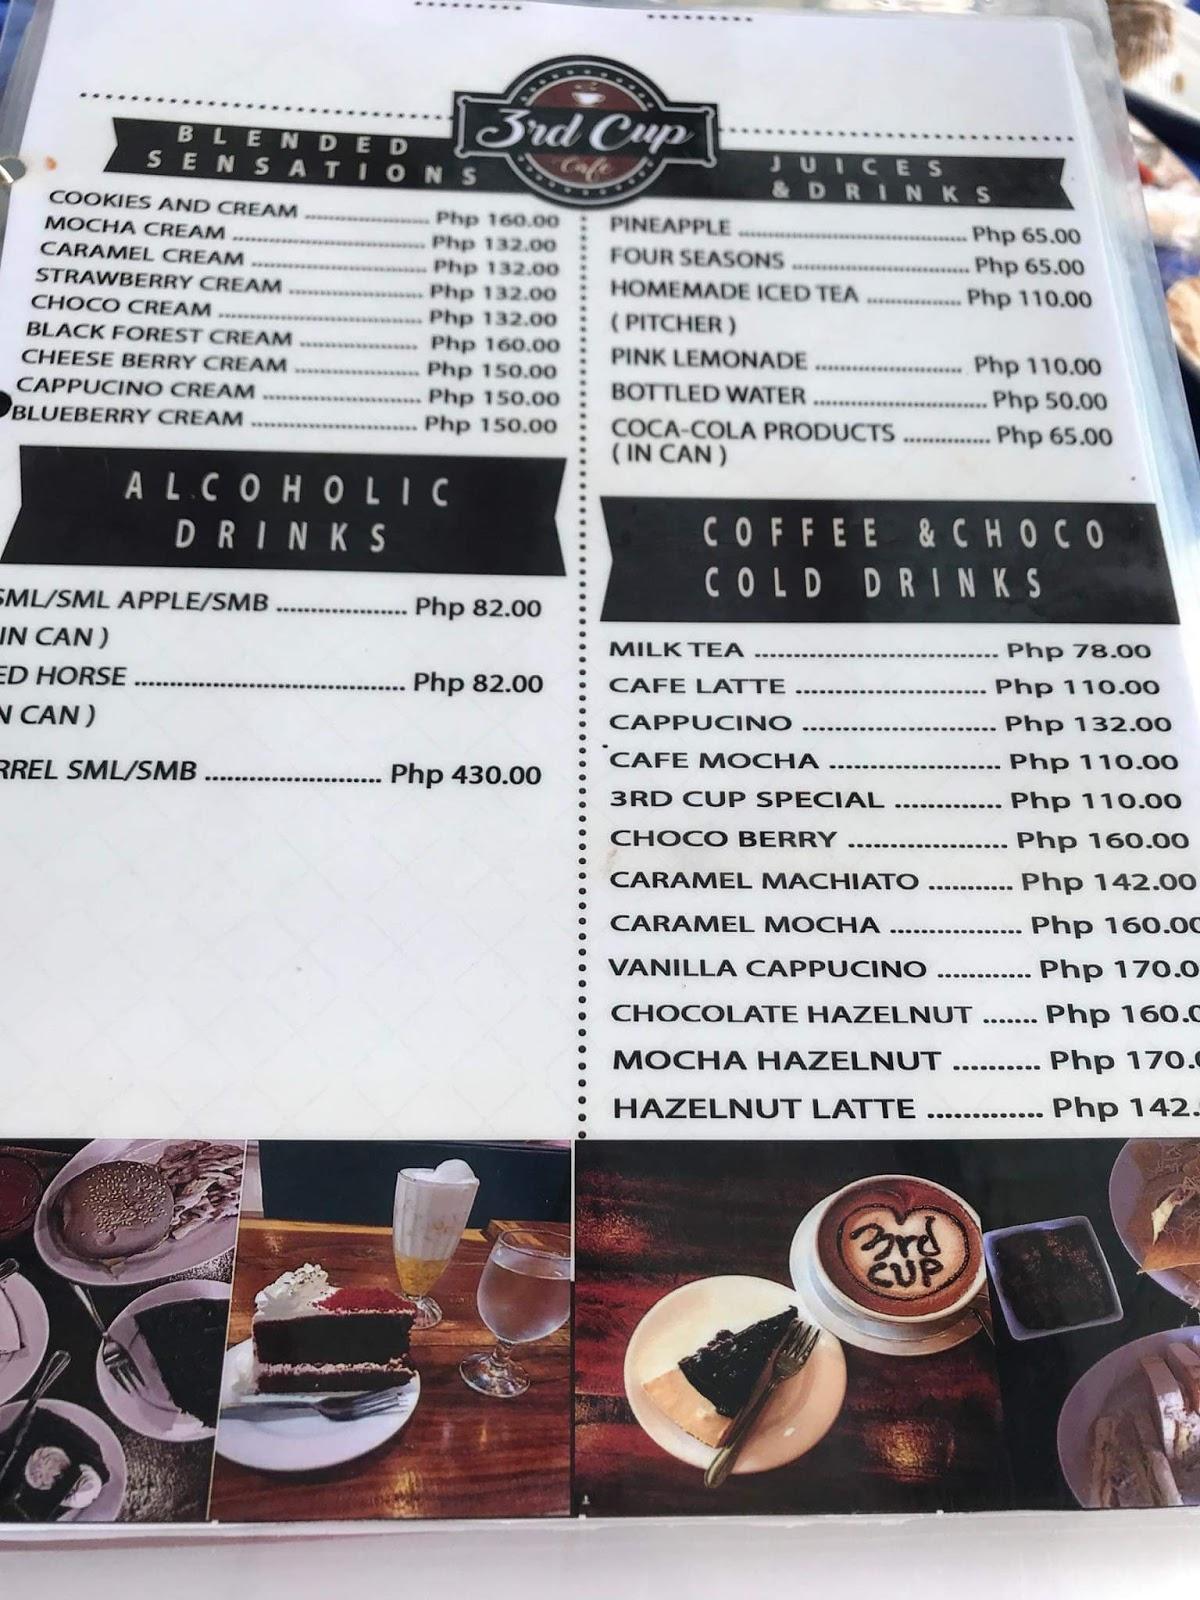 3rd Cup
Cafe
BLENDED
SENSATIONS
COOKIES AND CREAM ........ Php 160.00
MOCHA CREAM ........ Php 132.00
CARAMEL CREAM ........ Php 132.00
STRAWBERRY CREAM ........ Php 132.00
CHOCO CREAM ........ Php 132.00
BLACK FOREST CREAM ........ Php 160.00
CHEESE BERRY CREAM ........ Php 150.00
CAPPUCINO CREAM ........ Php 150.00
BLUEBERRY CREAM ........ Php 150.00
ALCOHOLIC
DRINKS
SML/SML APPLE/SMB ........ Php 82.00
IN CAN )
ED HORSE ........ Php 82.00
N CAN )
RREL SML/SMB ........ Php 430.00
JUICES
&DRINKS
PINEAPPLE ........ Php 65.00
FOUR SEASONS ........ Php 65.00
HOMEMADE ICED TEA ........ Php 110.00
( PITCHER )
PINK LEMONADE ........ Php 110.00
BOTTLED WATER ........ Php 50.00
COCA-COLA PRODUCTS ........ Php 65.00
( IN CAN )
COFFEE &CHOCO
COLD DRINKS
MILK TEA ........ Php 78.00
CAFE LATTE ........ Php 110.00
CAPPUCINO ........ Php 132.00
CAFE MOCHA ........ Php 110.00
3RD CUP SPECIAL ........ Php 110.00
CHOCO BERRY ........ Php 160.00
CARAMEL MACHIATO ........ Php 142.00
CARAMEL MOCHA ........ Php 160.00
VANILLA CAPPUCINO ........ Php 170.0
CHOCOLATE HAZELNUT ....... Php 160.0
MOCHA HAZELNUT ........ Php 170.0
HAZELNUT LATTE ........ Php 142.
3rd
CUP